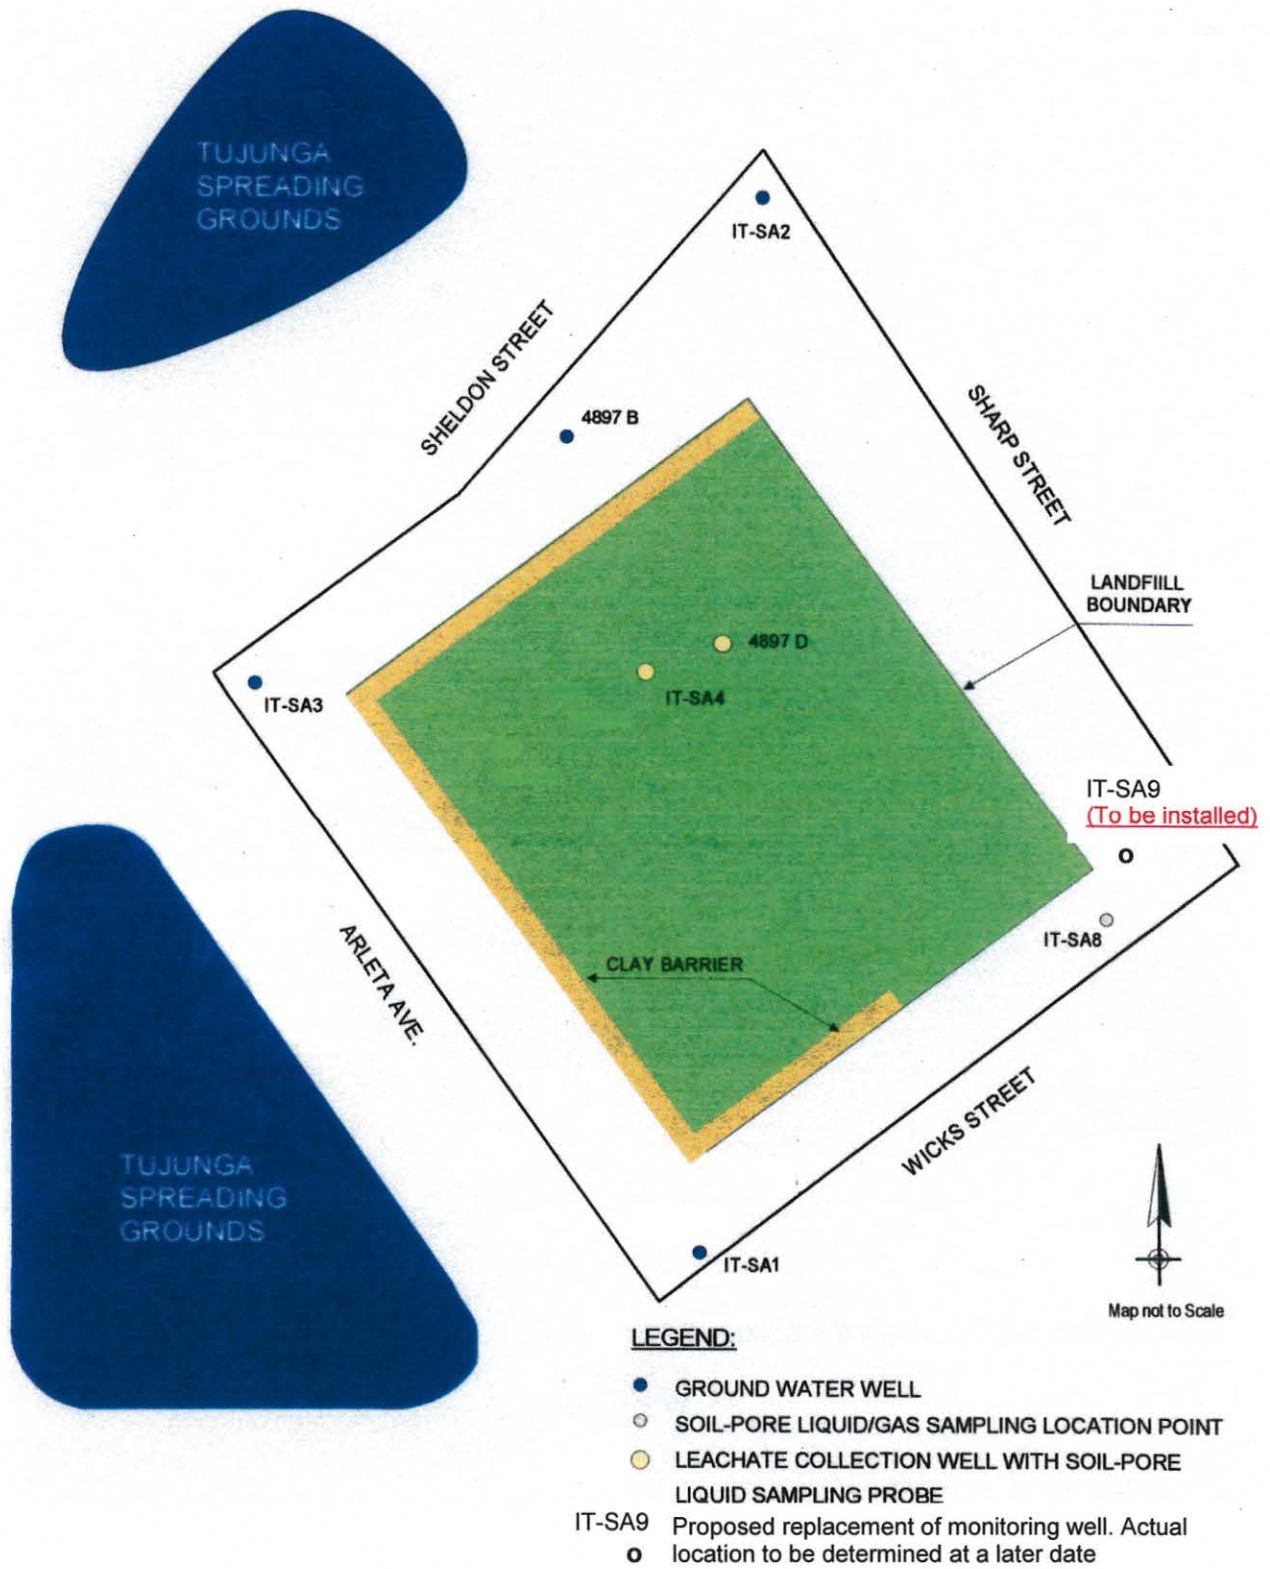 TUJUNGA
SPREADING
GROUNDS
IT-SA2
SHELDON STREET
4897 B
SHARP STREET
LANDFIILL
BOUNDARY
4897 D
IT-SA4
IT-SA3
IT-SA9
(To be installed)
o
IT-SA8
CLAY BARRIER
ARLETA AVE.
WICKS STREET
TUJUNGA
SPREADING
GROUNDS
IT-SA1
Map not to Scale
LEGEND:
GROUND WATER WELL
SOIL-PORE LIQUID/GAS SAMPLING LOCATION POINT
LEACHATE COLLECTION WELL WITH SOIL-PORE
LIQUID SAMPLING PROBE
IT-SA9 Proposed replacement of monitoring well. Actual
o location to be determined at a later date